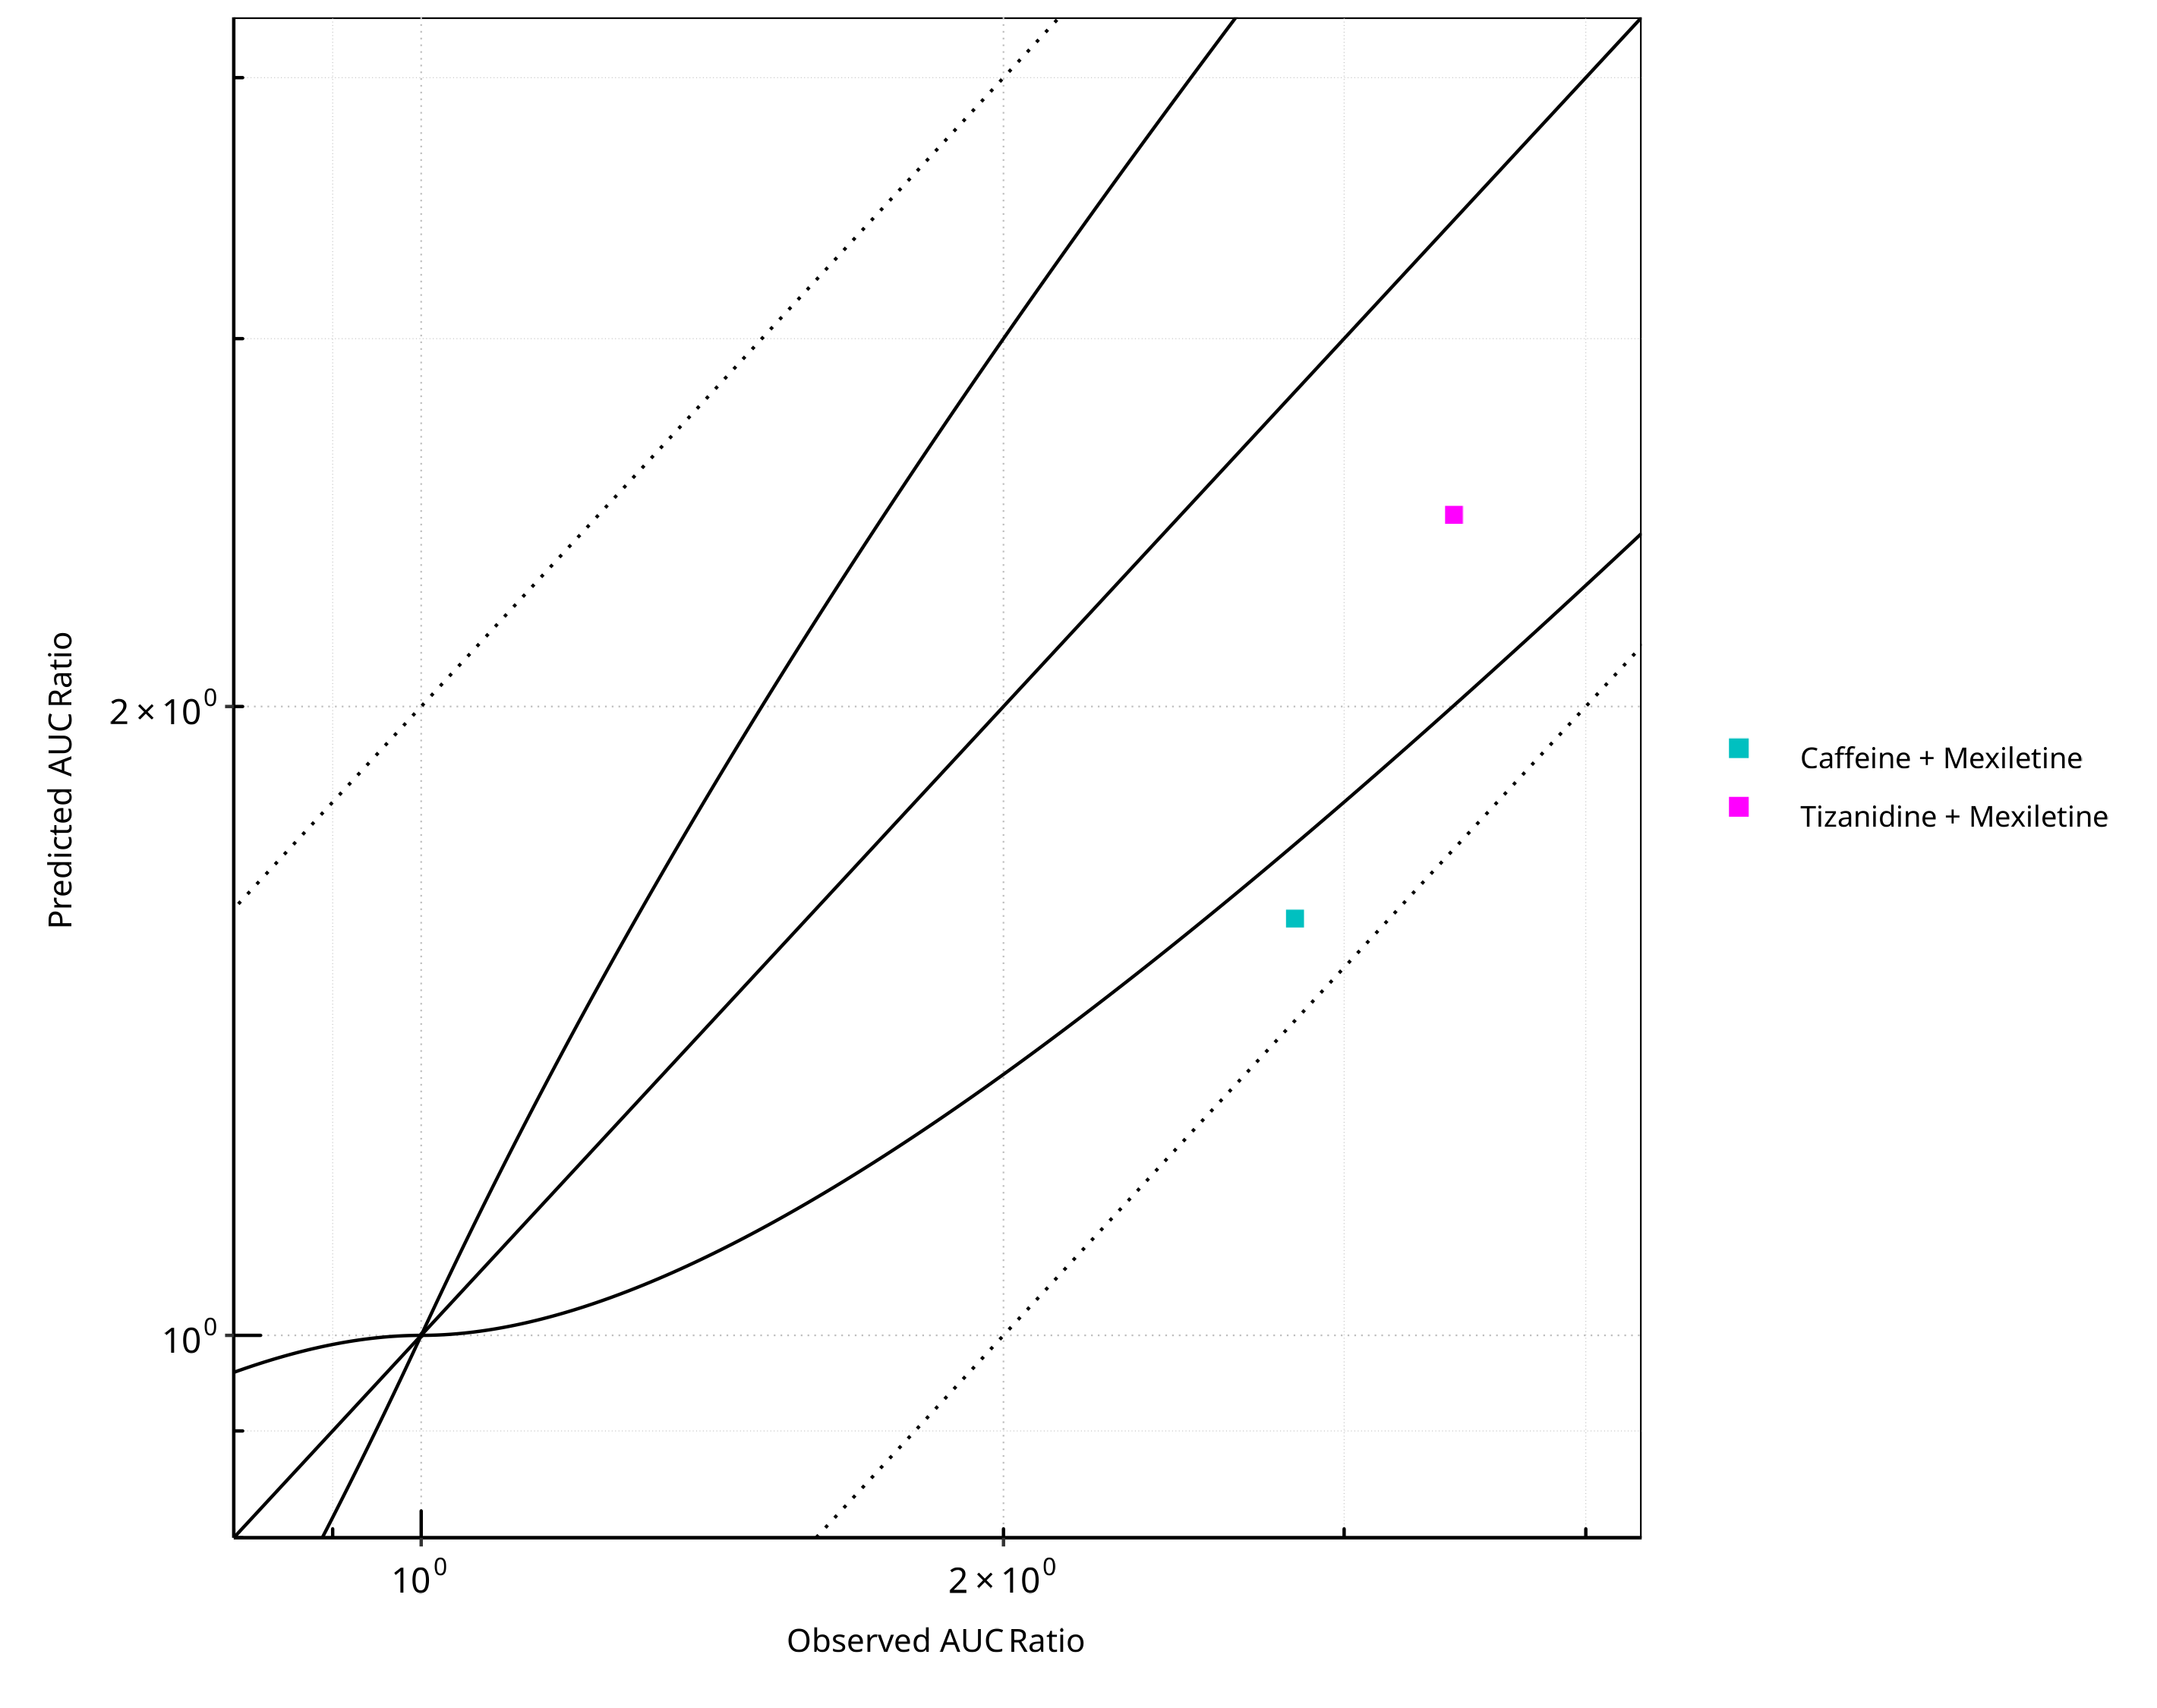 Predicted AUC Ratio
2 × 10⁰
10⁰
10⁰
2 × 10⁰
Observed AUC Ratio
Caffeine + Mexiletine
Tizanidine + Mexiletine